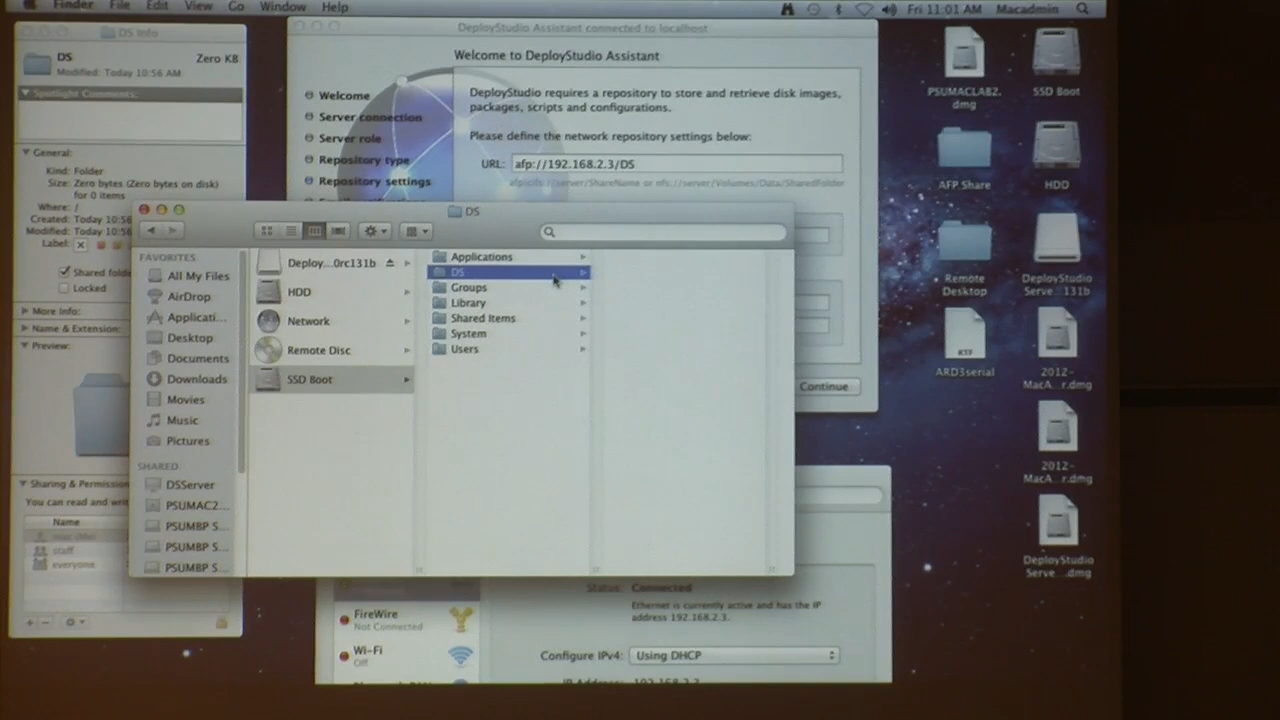 Finder File Edit View Go Window Help Fri 11:01 AM Macadmin
DS Info
DS Zero KB
Modified: Today 10:56 AM
Spotlight Comments:
General:
Kind: Folder
Size: Zero bytes (Zero bytes on disk)
for 0 items
Where: /
Created: Today 10:56
Modified: Today 10:56
Label:
Shared folde
Locked
More Info:
Name & Extension:
Preview:
Sharing & Permission
You can read and writ
Name
staff
everyone
DeployStudio Assistant connected to localhost
Welcome to DeployStudio Assistant
Welcome
Server connection
Server role
Repository type
Repository settings
DeployStudio requires a repository to store and retrieve disk images,
packages, scripts and configurations.
Please define the network repository settings below:
URL: afp://192.168.2.3/DS
Continue
DS
FAVORITES
All My Files
AirDrop
Applicati...
Desktop
Documents
Downloads
Movies
Music
Pictures
SHARED
DSServer
PSUMAC2...
PSUMBP S...
PSUMBP S...
PSUMBP S...
Deploy...0rc131b
HDD
Network
Remote Disc
SSD Boot
Applications
DS
Groups
Library
Shared Items
System
Users
Status: Connected
Ethernet is currently active and has the IP
address 192.168.2.3.
FireWire
Not Connected
Wi-Fi
Off
Configure IPv4: Using DHCP
IP Address: 192.168.2.3
PSUMACLAB2.
dmg
SSD Boot
AFP Share
HDD
Remote
Desktop
DeployStudio
Serve...131b
RTF
ARD3serial
2012-
MacA...r.dmg
2012-
MacA...r.dmg
DeployStudio
Serve....dmg